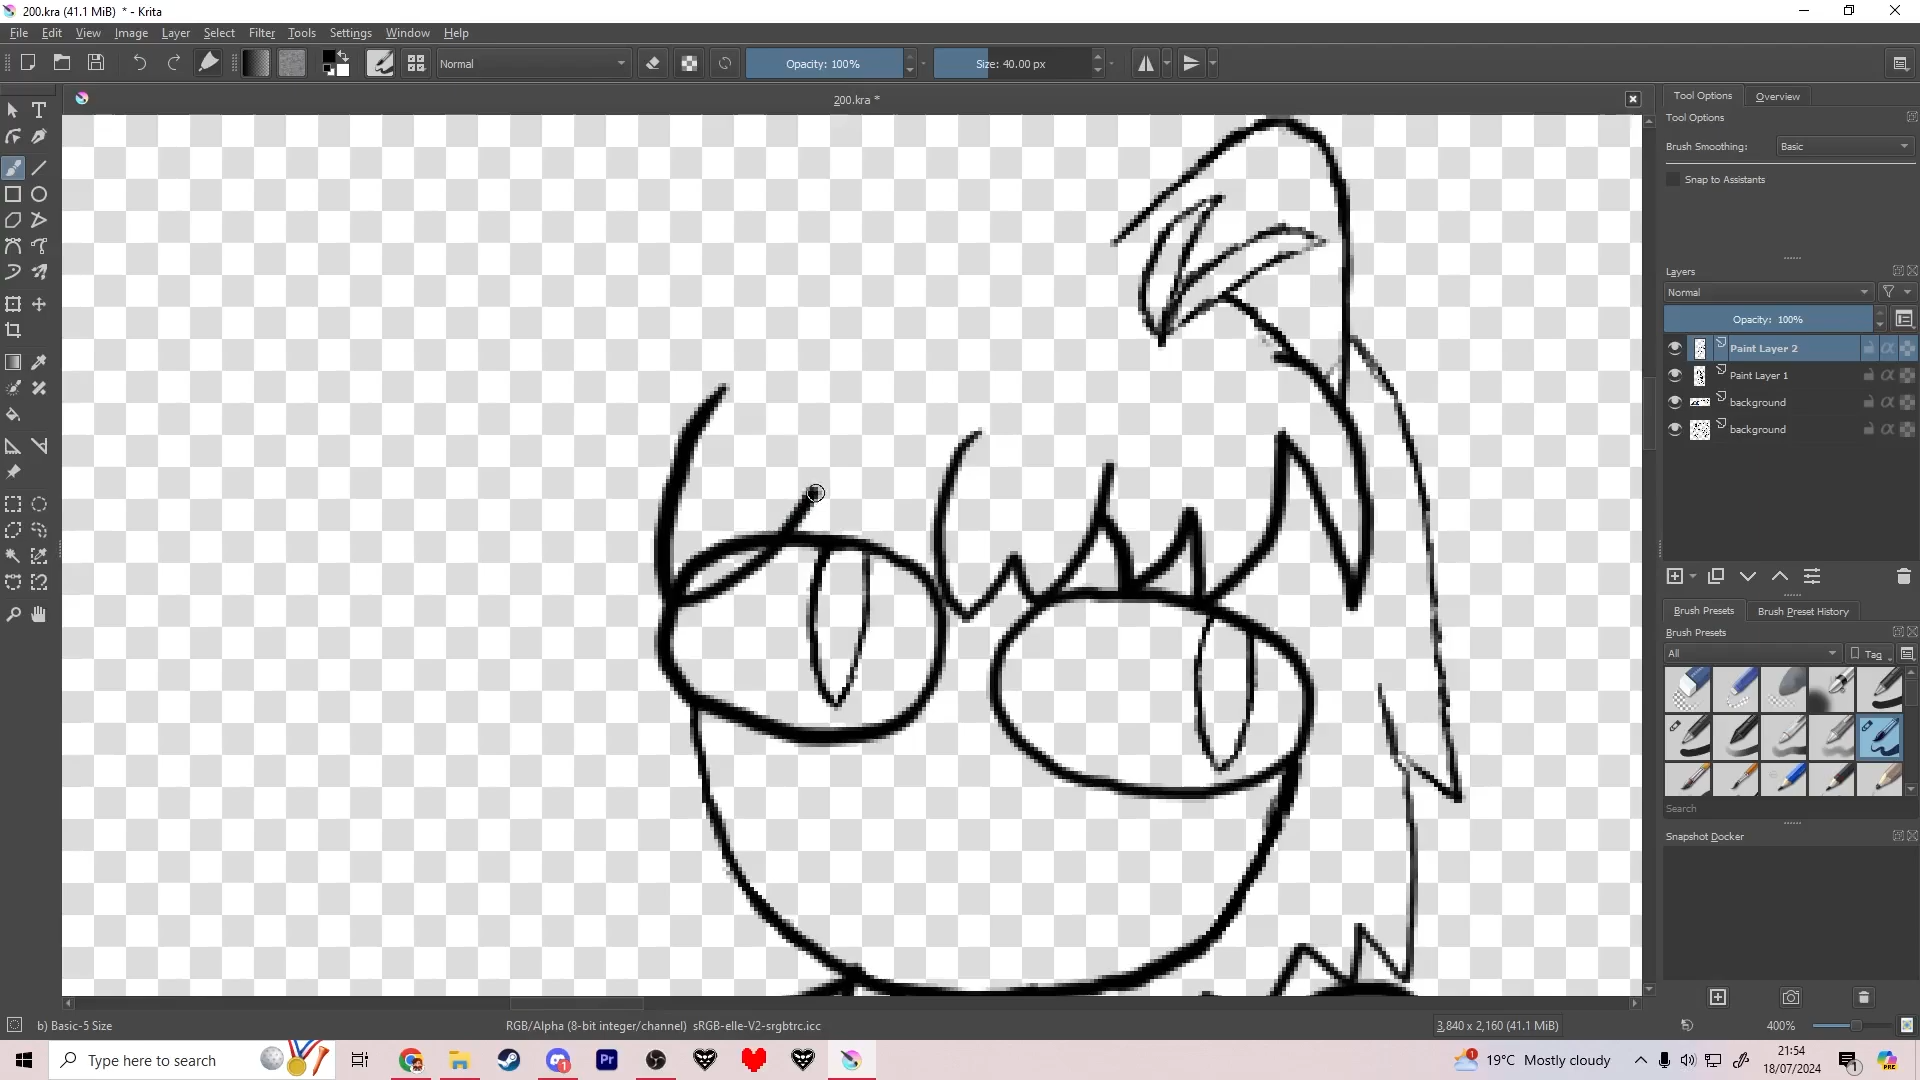 200.kra (41.1 MiB) * - Krita
File Edit View Image Layer Select Filter Tools Settings Window Help
Normal
Opacity: 100%
Size: 40.00 px
200.kra *
Tool Options
Overview
Tool Options
Brush Smoothing:
Basic
Snap to Assistants
Layers
Normal
Opacity: 100%
Paint Layer 2
Paint Layer 1
background
background
Brush Presets
Brush Preset History
Brush Presets
All
Tag
Search
Snapshot Docker
b) Basic-5 Size
RGB/Alpha (8-bit integer/channel) sRGB-elle-V2-srgbtrc.icc
3,840 x 2,160 (41.1 MiB)
400%
Type here to search
19°C Mostly cloudy
21:54
18/07/2024